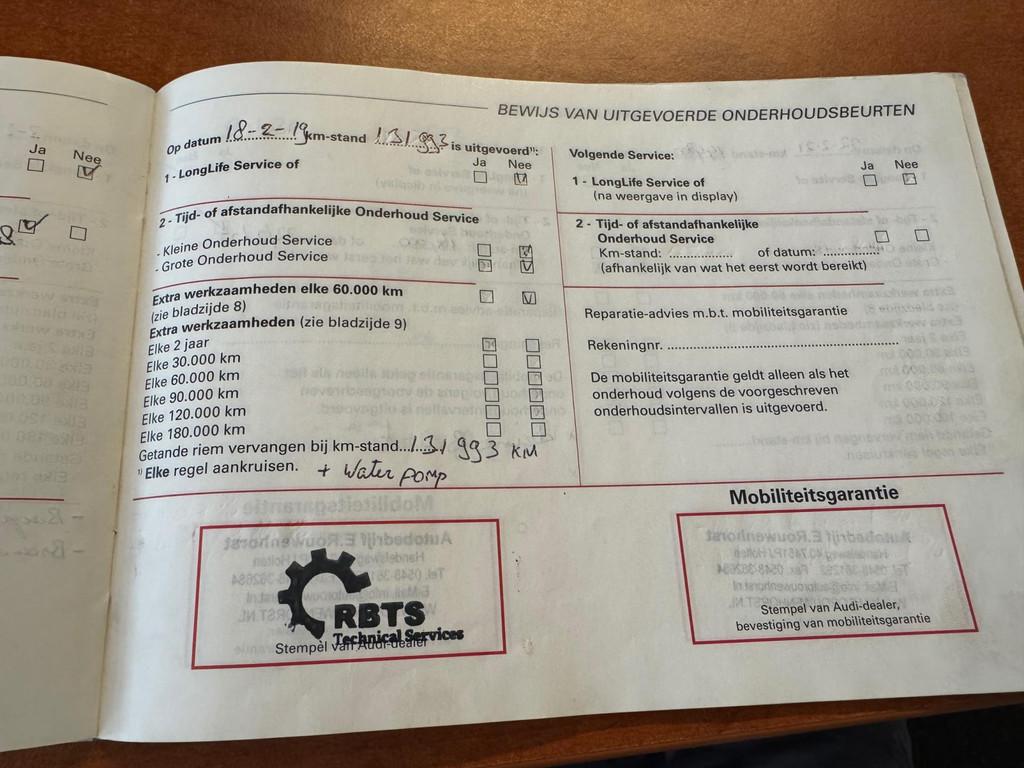 Ja Nee
BEWIJS VAN UITGEVOERDE ONDERHOUDSBEURTEN
Op datum 18-2-19 km-stand 131993 is uitgevoerd¹⁾:
Ja Nee
1 - LongLife Service of
2 - Tijd- of afstandafhankelijke Onderhoud Service
- Kleine Onderhoud Service
- Grote Onderhoud Service
Extra werkzaamheden elke 60.000 km
(zie bladzijde 8)
Extra werkzaamheden (zie bladzijde 9)
Elke 2 jaar
Elke 30.000 km
Elke 60.000 km
Elke 90.000 km
Elke 120.000 km
Elke 180.000 km
Getande riem vervangen bij km-stand...131993 KM
¹⁾ Elke regel aankruisen. + Water pomp
RBTS
Technical Services
Stempel van Audi-dealer
Volgende Service:
Ja Nee
1 - LongLife Service of
(na weergave in display)
2 - Tijd- of afstandafhankelijke
Onderhoud Service
Km-stand: .................. of datum: ...............
(afhankelijk van wat het eerst wordt bereikt)
Reparatie-advies m.b.t. mobiliteitsgarantie
Rekeningnr. ..................................................................
De mobiliteitsgarantie geldt alleen als het
onderhoud volgens de voorgeschreven
onderhoudsintervallen is uitgevoerd.
Mobiliteitsgarantie
Stempel van Audi-dealer,
bevestiging van mobiliteitsgarantie